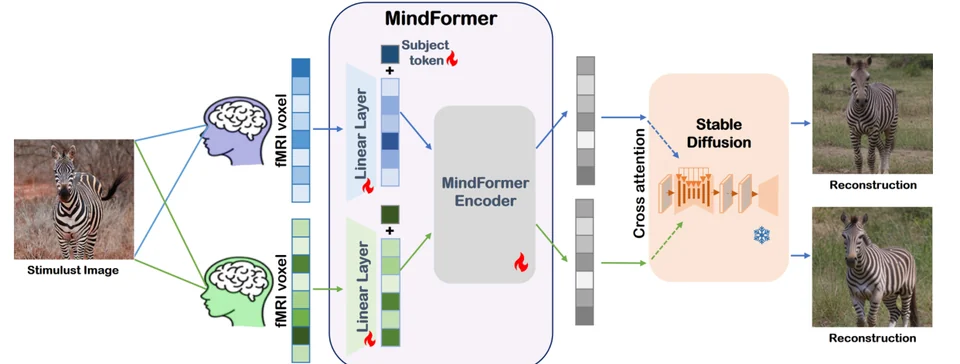 MindFormer
Subject
token
+
fMRI voxel
Linear Layer
MindFormer
Encoder
Cross attention
Stable
Diffusion
Reconstruction
Stimulust Image
fMRI voxel
Linear Layer
+
Reconstruction